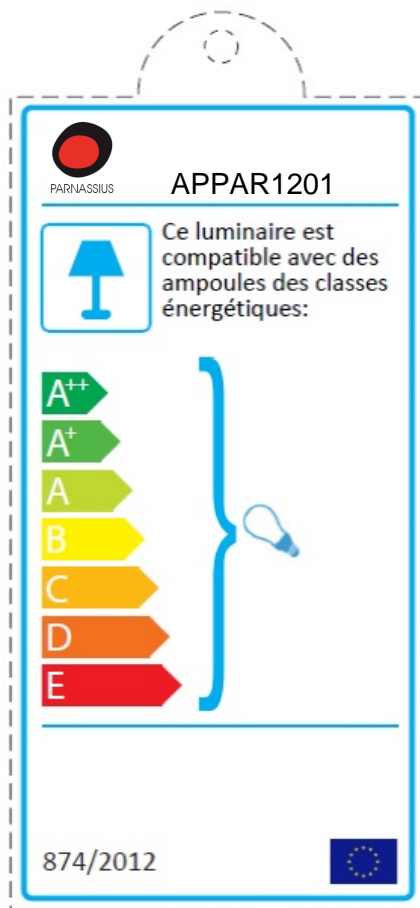 PARNASSIUS
APPAR1201
Ce luminaire est
compatible avec des
ampoules des classes
énergétiques:
A++
A+
A
B
C
D
E
874/2012